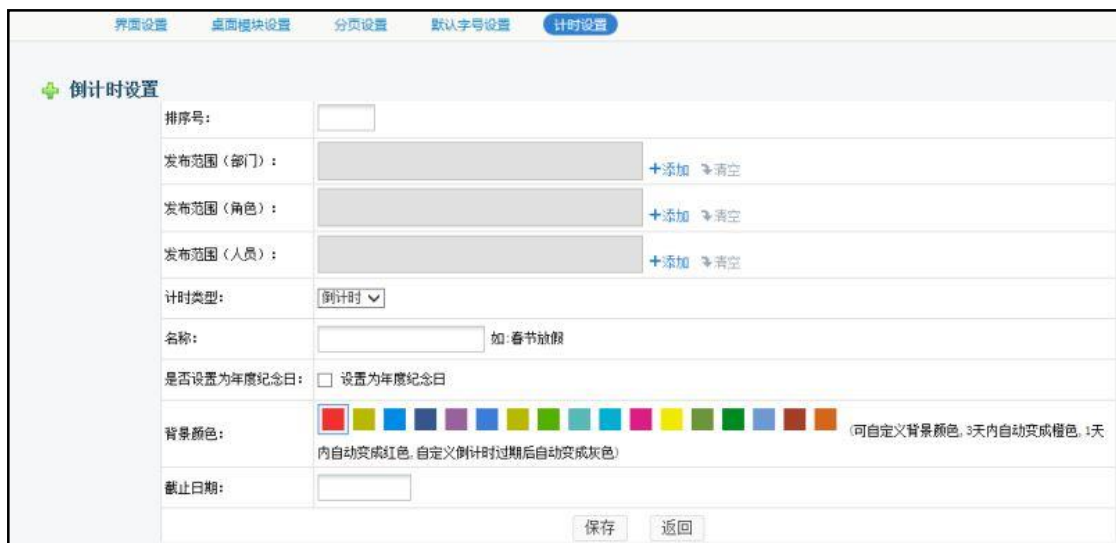 界面设置 桌面模块设置 分页设置 默认字号设置 计时设置
倒计时设置
排序号：
发布范围（部门）： 添加 清空
发布范围（角色）： 添加 清空
发布范围（人员）： 添加 清空
计时类型： 倒计时
名称： 如:春节放假
是否设置为年度纪念日： 设置为年度纪念日
背景颜色： (可自定义背景颜色,3天内自动变成橙色,1天
内自动变成红色,自定义倒计时过期后自动变成灰色)
截止日期：
保存 返回